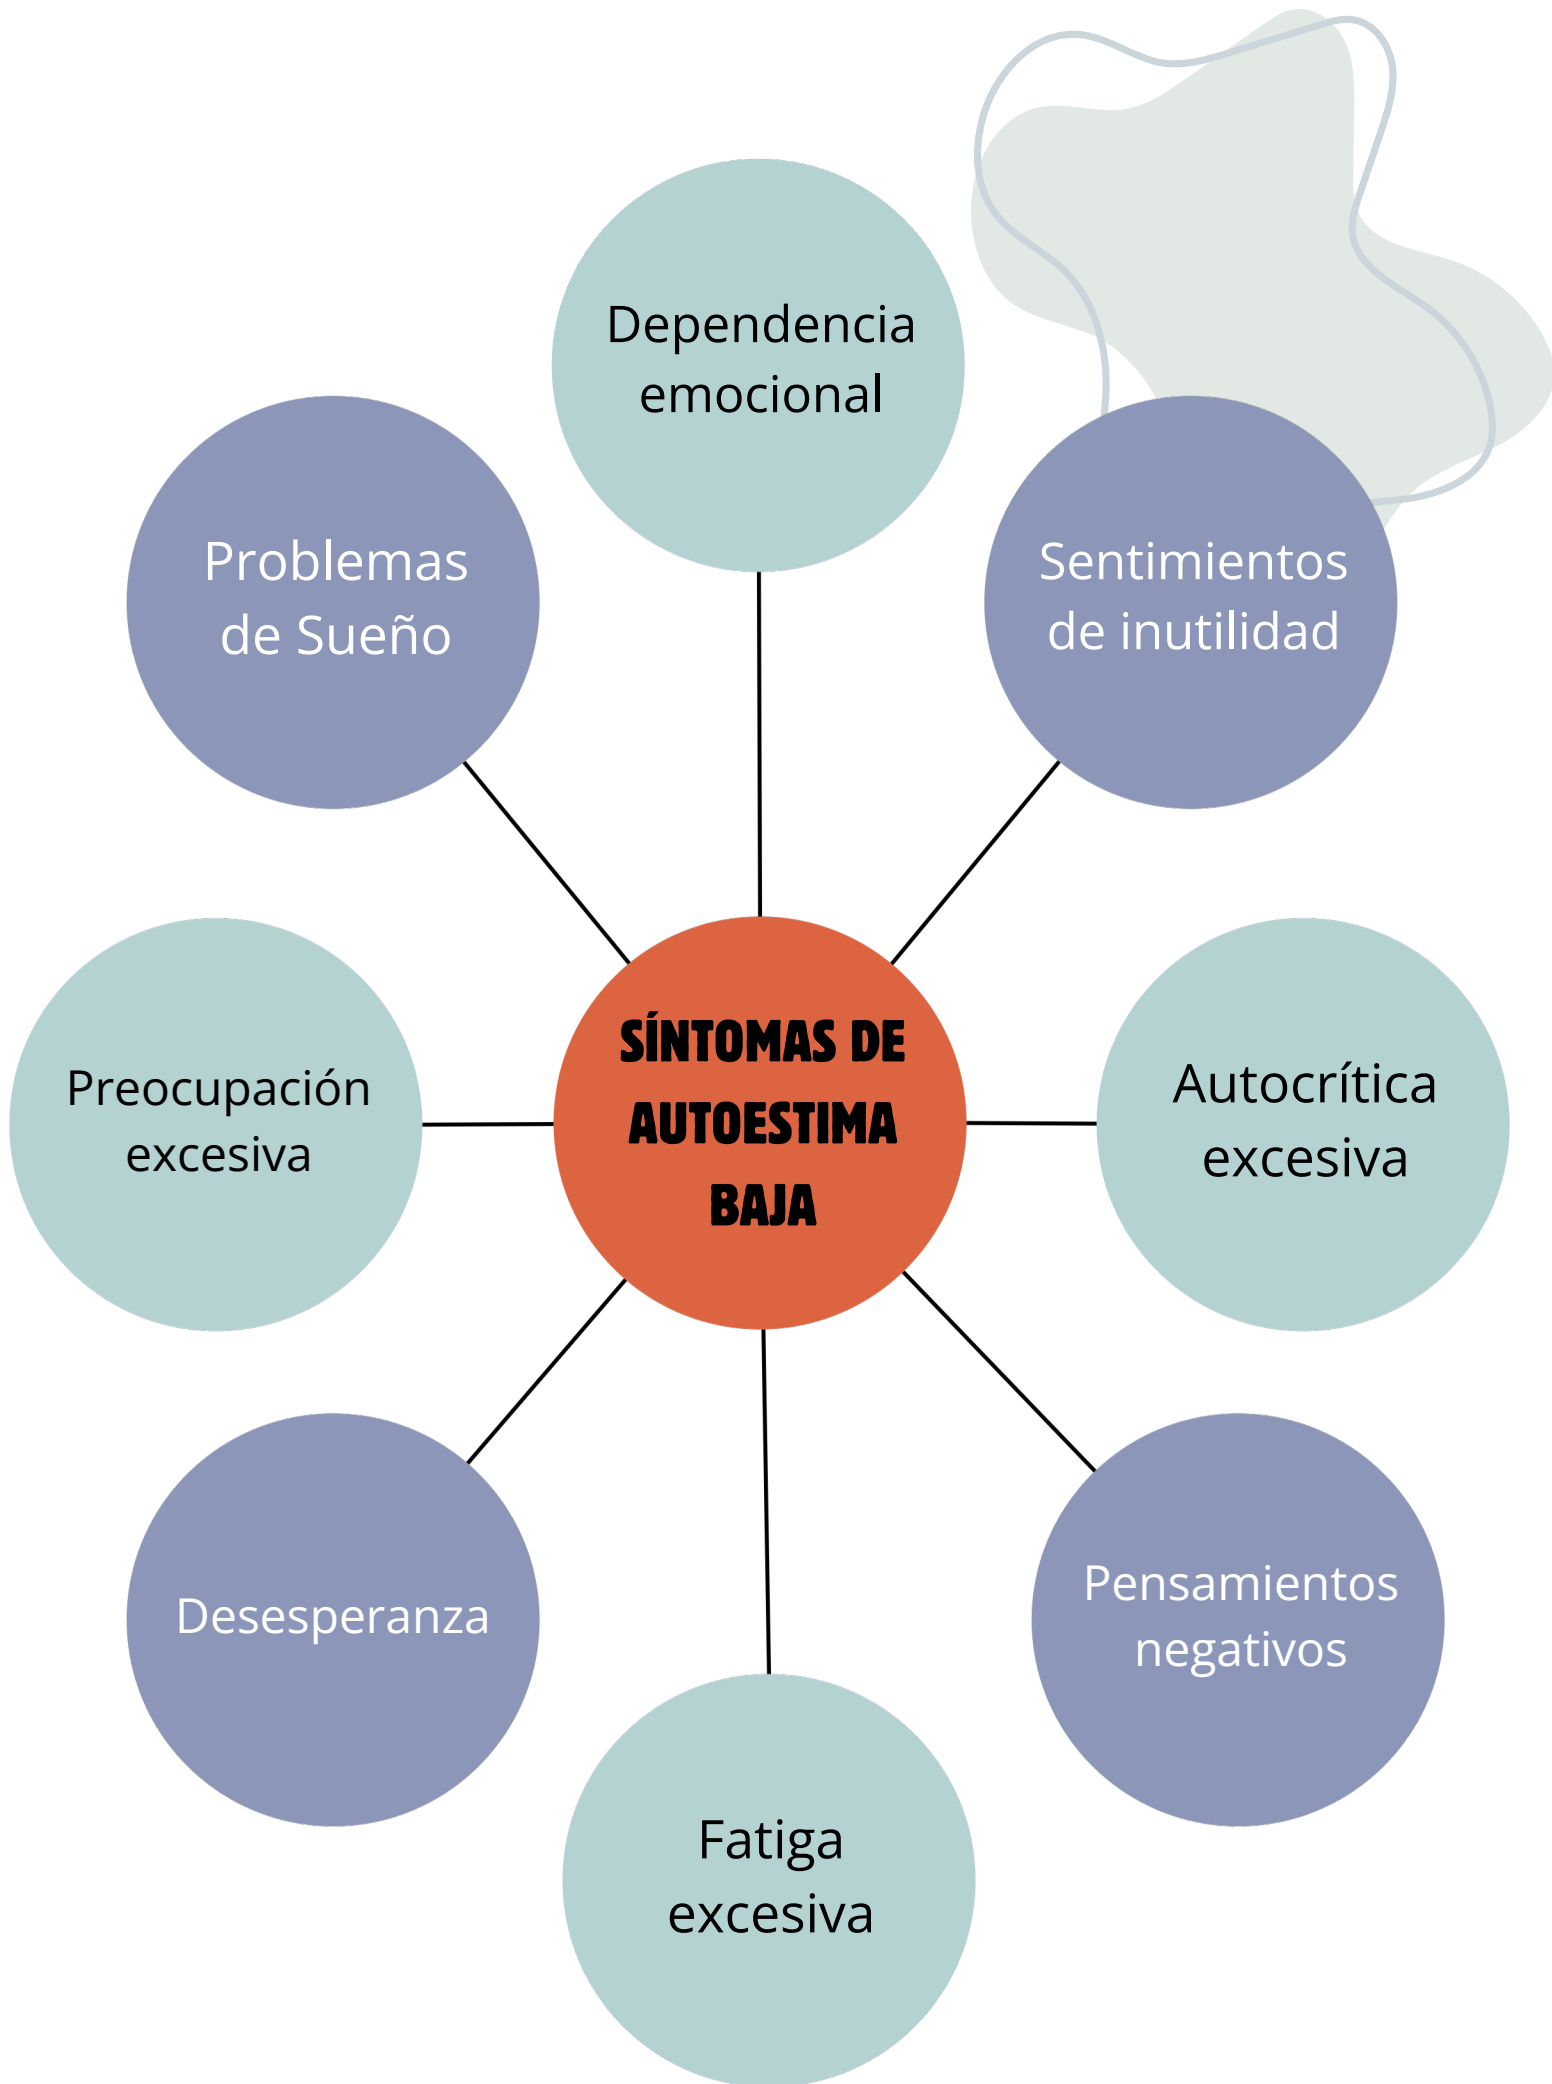 Dependencia
emocional
Problemas
de Sueño
Sentimientos
de inutilidad
SÍNTOMAS DE
AUTOESTIMA
BAJA
Preocupación
excesiva
Autocrítica
excesiva
Desesperanza
Pensamientos
negativos
Fatiga
excesiva